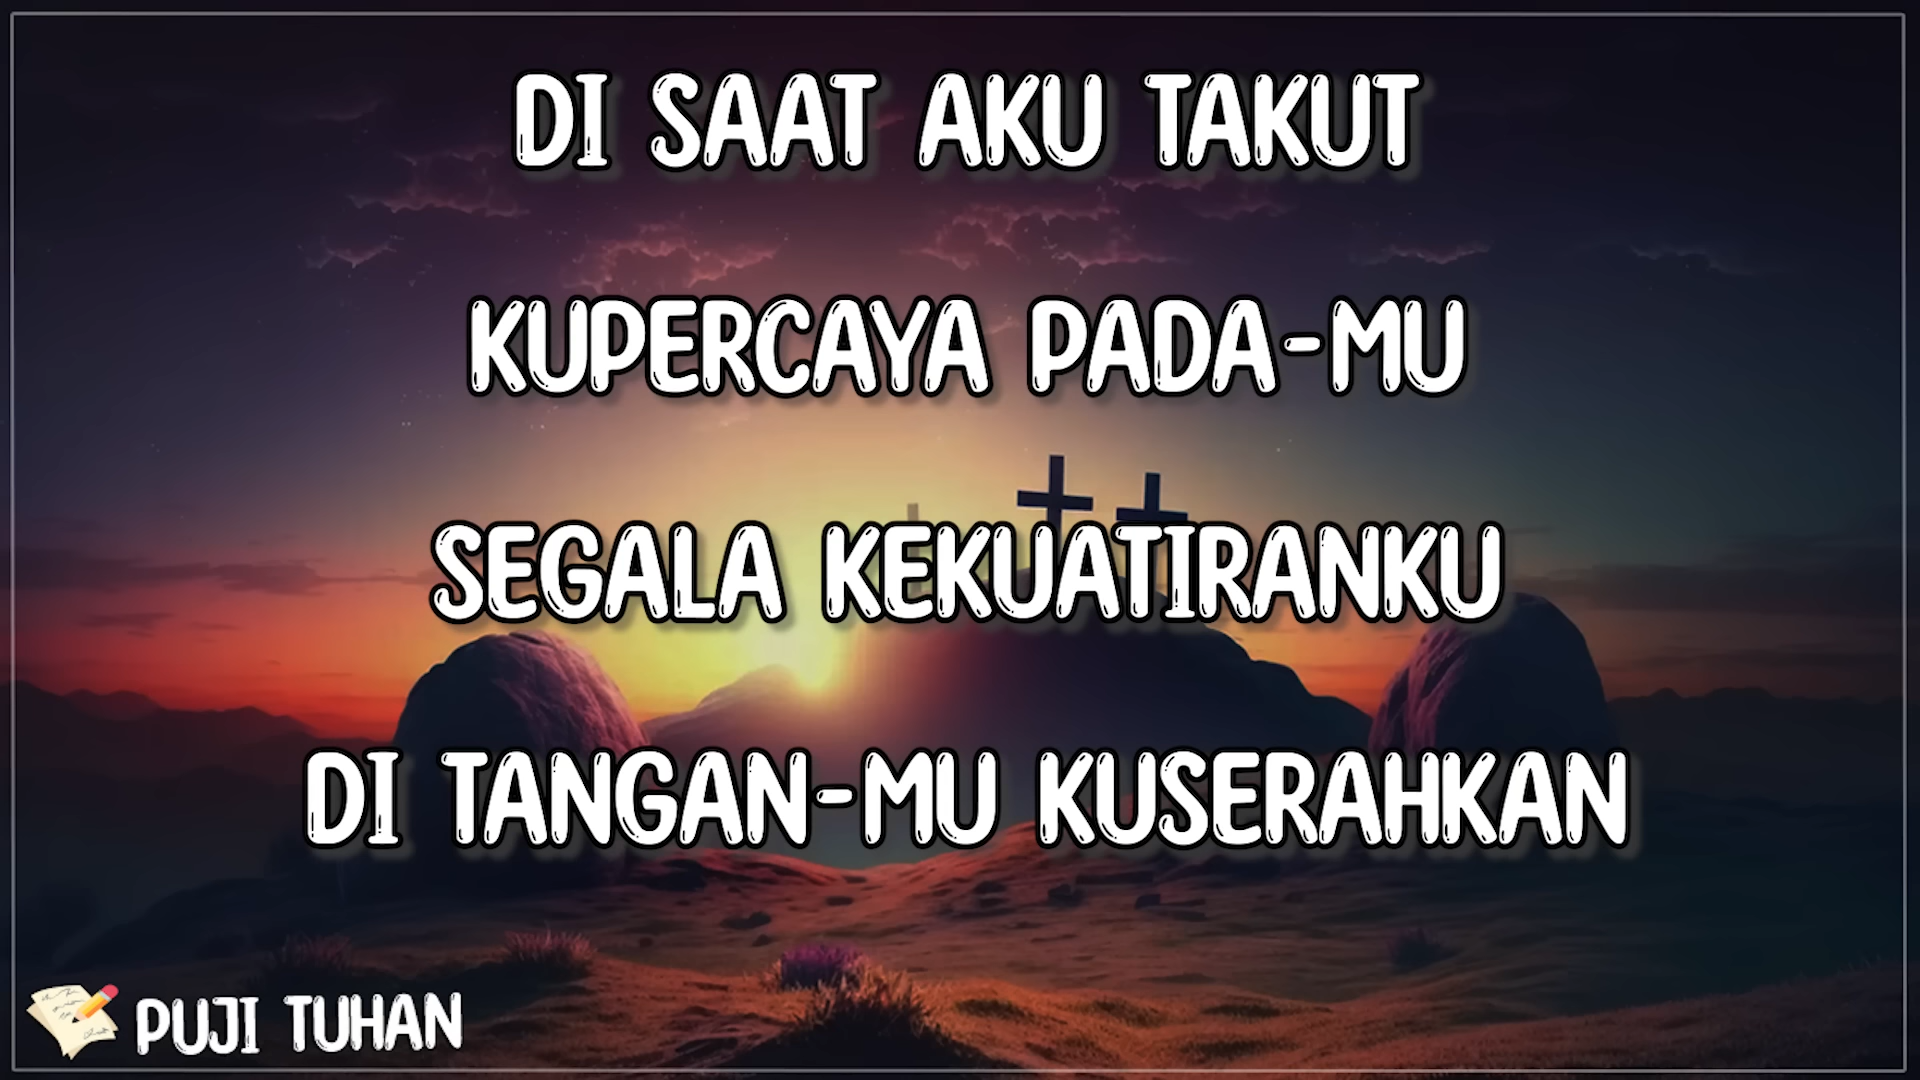 DI SAAT AKU TAKUT
KUPERCAYA PADA-MU
SEGALA KEKUATIRANKU
DI TANGAN-MU KUSERAHKAN
PUJI TUHAN